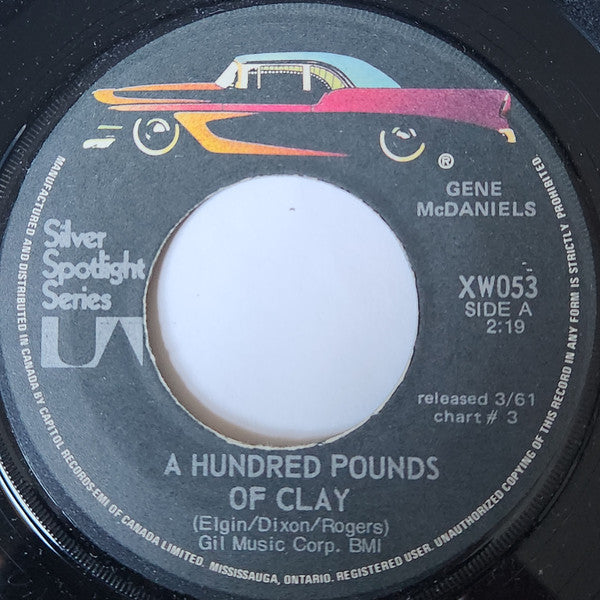 ®
GENE
McDANIELS
Silver
Spotlight
Series
UA
XW053
SIDE A
2:19
released 3/61
chart # 3
A HUNDRED POUNDS
OF CLAY
(Elgin/Dixon/Rogers)
Gil Music Corp. BMI
MANUFACTURED AND DISTRIBUTED IN CANADA BY CAPITOL RECORDS-EMI OF CANADA LIMITED, MISSISSAUGA, ONTARIO. REGISTERED USER. UNAUTHORIZED COPYING OF THIS RECORD IN ANY FORM IS STRICTLY PROHIBITED